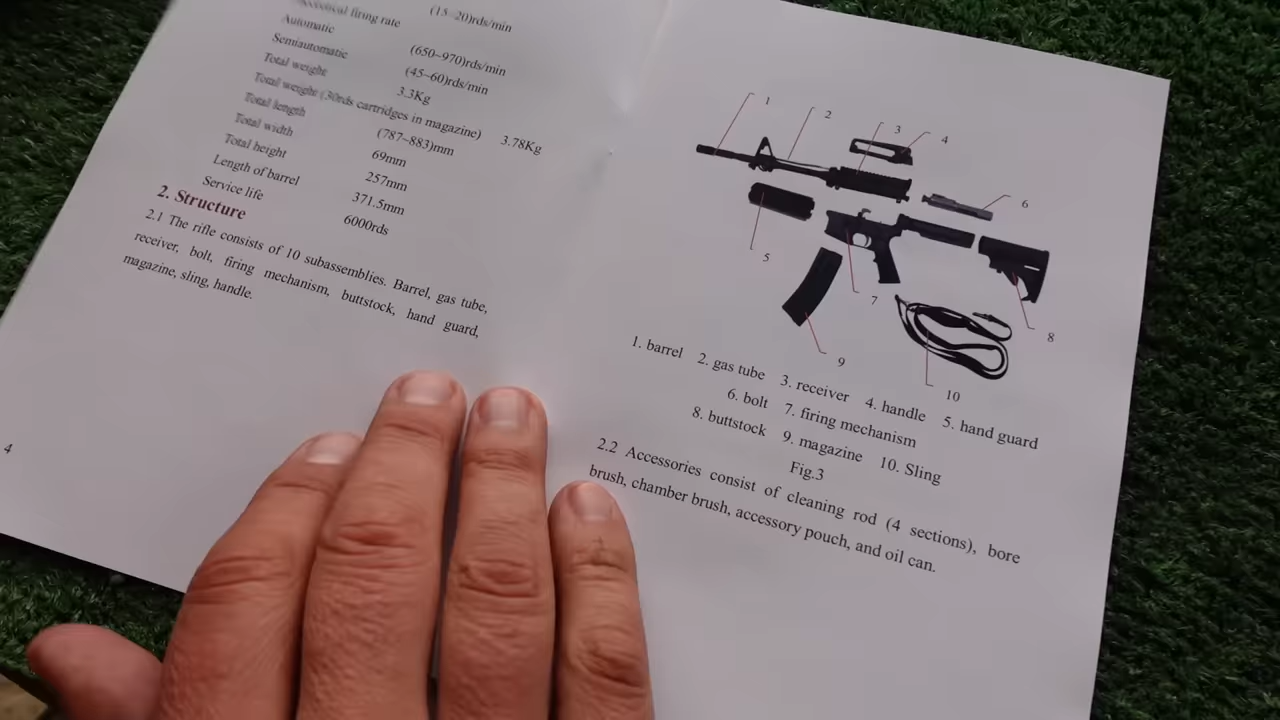 (15~20)rds/min
firing rate
Automatic (650~970)rds/min
Semiautomatic (45~60)rds/min
Total weight 3.3Kg
Total weight (30rds cartridges in magazine) 3.78Kg
Total length (787~883)mm
Total width 69mm
Total height 257mm
Length of barrel 371.5mm
Service life 6000rds
2. Structure
2.1 The rifle consists of 10 subassemblies. Barrel, gas tube,
receiver, bolt, firing mechanism, buttstock, hand guard,
magazine, sling, handle.
4
1
2
3
4
5
6
7
8
9
10
1. barrel 2. gas tube 3. receiver 4. handle 5. hand guard
6. bolt 7. firing mechanism
8. buttstock 9. magazine 10. Sling
Fig.3
2.2 Accessories consist of cleaning rod (4 sections), bore
brush, chamber brush, accessory pouch, and oil can.